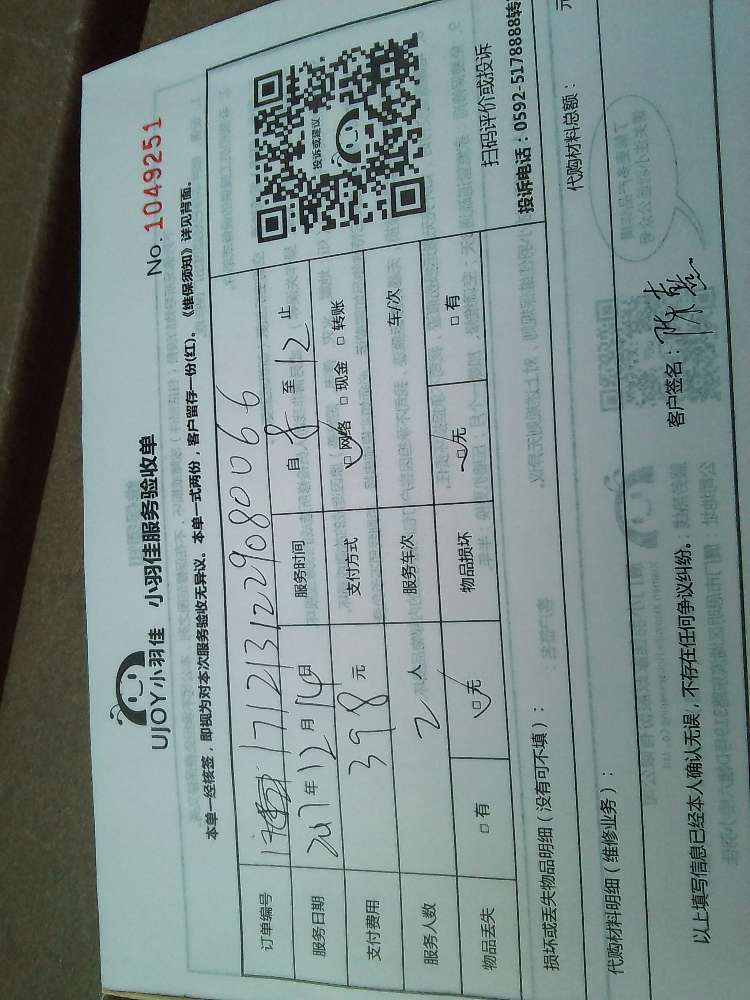 UJOY小羽佳 小羽佳服务验收单
No. 1049251
本单一经核签，即视为对本次服务验收无异议。本单一式两份，客户留存一份(红)。《维保须知》详见背面。
订单编号 1712131229080066
服务日期 2017年12月14日 服务时间 自8至12止
支付费用 398元 支付方式 ☑网络 □现金 □转账
服务人数 2人 服务车次 车/次
物品丢失 □有 ☑无 物品损坏 ☑无 □有
投诉或建议
扫码评价或投诉
投诉电话：0592-5178888转
损坏或丢失物品明细（没有可不填）：
代购材料明细（维修业务）： 代购材料总额： 元
以上填写信息已经本人确认无误，不存在任何争议纠纷。 客户签名：